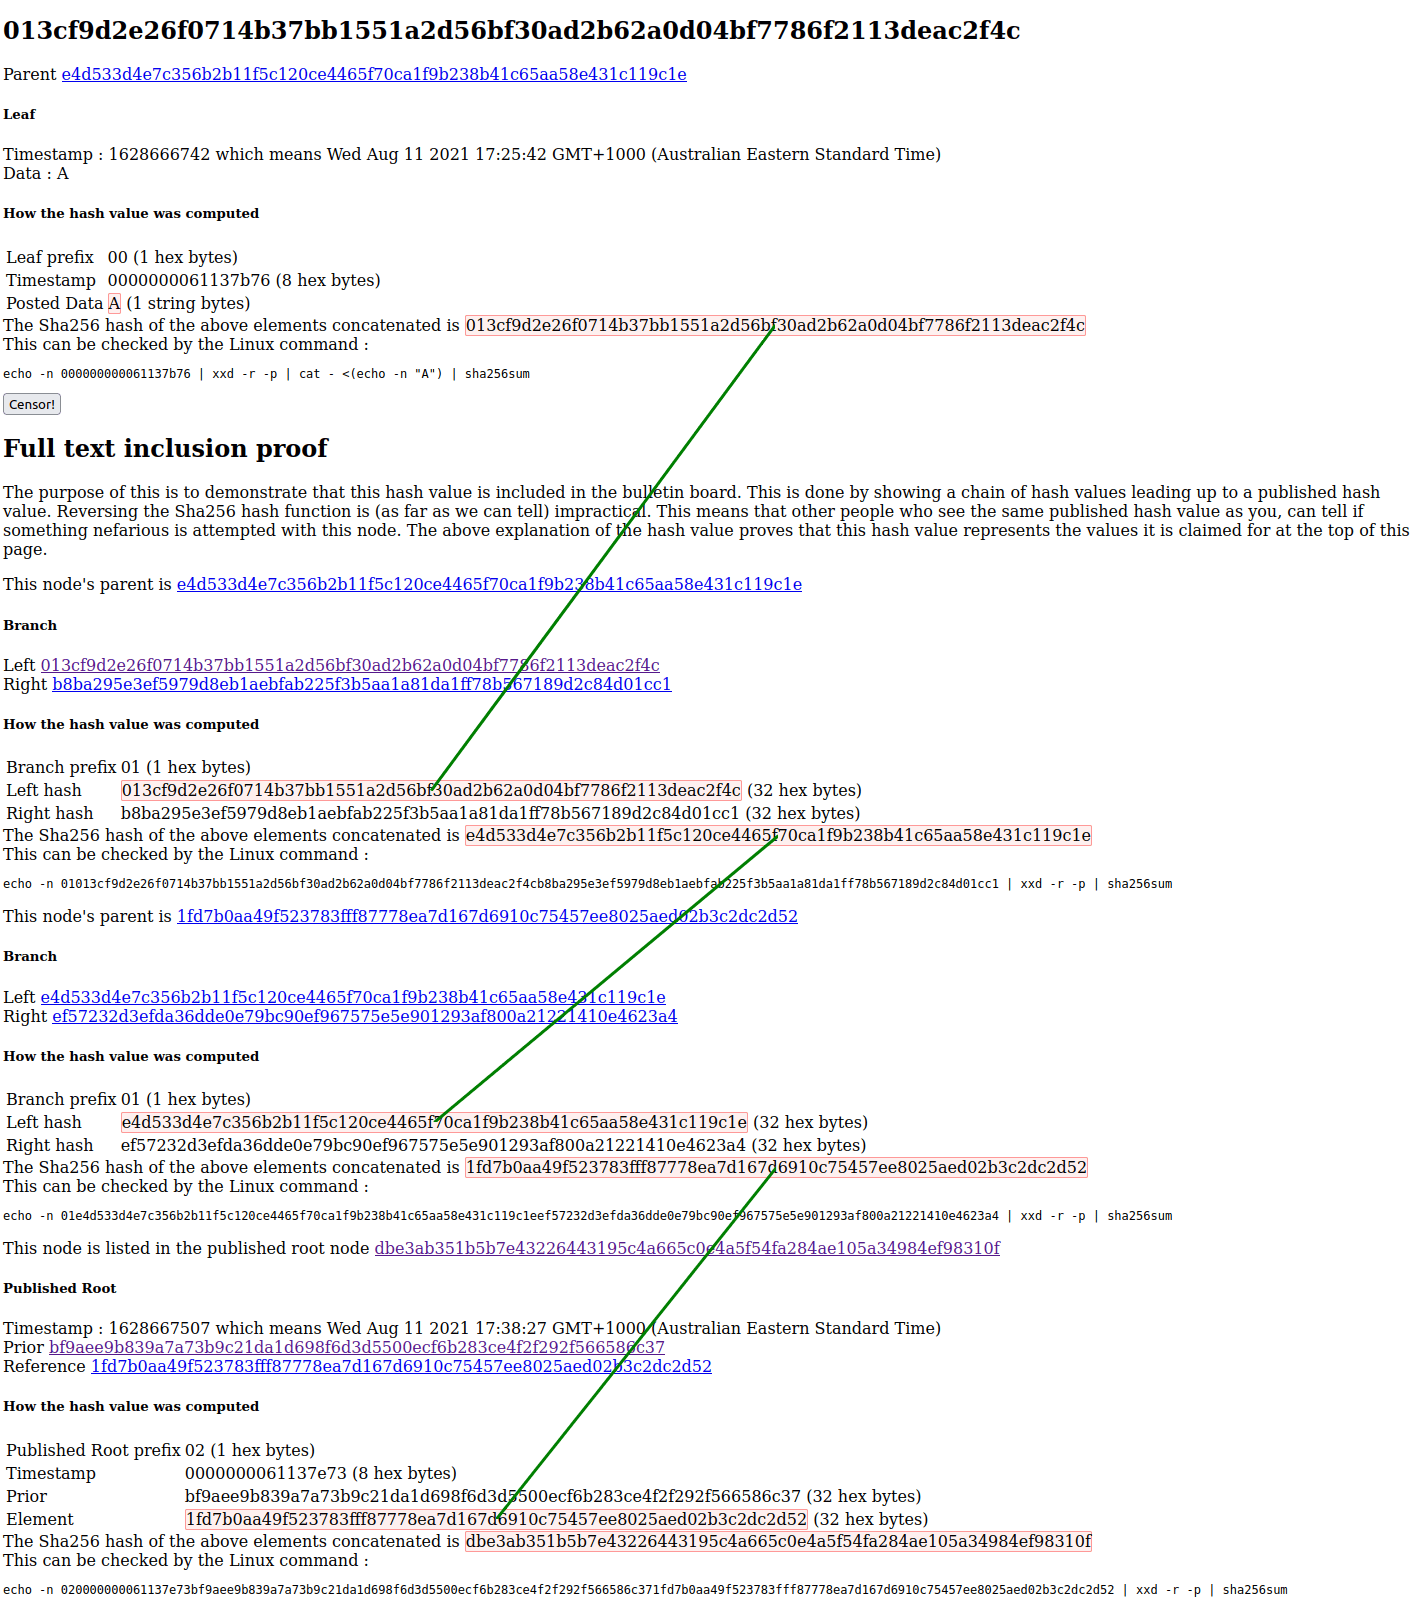 013cf9d2e26f0714b37bb1551a2d56bf30ad2b62a0d04bf7786f2113deac2f4c
Parent e4d533d4e7c356b2b11f5c120ce4465f70ca1f9b238b41c65aa58e431c119c1e
Leaf
Timestamp : 1628666742 which means Wed Aug 11 2021 17:25:42 GMT+1000 (Australian Eastern Standard Time)
Data : A
How the hash value was computed
Leaf prefix 00 (1 hex bytes)
Timestamp 0000000061137b76 (8 hex bytes)
Posted Data A (1 string bytes)
The Sha256 hash of the above elements concatenated is 013cf9d2e26f0714b37bb1551a2d56bf30ad2b62a0d04bf7786f2113deac2f4c
This can be checked by the Linux command :
echo -n 000000000061137b76 | xxd -r -p | cat - <(echo -n "A") | sha256sum
Censor!
Full text inclusion proof
The purpose of this is to demonstrate that this hash value is included in the bulletin board. This is done by showing a chain of hash values leading up to a published hash
value. Reversing the Sha256 hash function is (as far as we can tell) impractical. This means that other people who see the same published hash value as you, can tell if
something nefarious is attempted with this node. The above explanation of the hash value proves that this hash value represents the values it is claimed for at the top of this
page.
This node's parent is e4d533d4e7c356b2b11f5c120ce4465f70ca1f9b238b41c65aa58e431c119c1e
Branch
Left 013cf9d2e26f0714b37bb1551a2d56bf30ad2b62a0d04bf7786f2113deac2f4c
Right b8ba295e3ef5979d8eb1aebfab225f3b5aa1a81da1ff78b567189d2c84d01cc1
How the hash value was computed
Branch prefix 01 (1 hex bytes)
Left hash 013cf9d2e26f0714b37bb1551a2d56bf30ad2b62a0d04bf7786f2113deac2f4c (32 hex bytes)
Right hash b8ba295e3ef5979d8eb1aebfab225f3b5aa1a81da1ff78b567189d2c84d01cc1 (32 hex bytes)
The Sha256 hash of the above elements concatenated is e4d533d4e7c356b2b11f5c120ce4465f70ca1f9b238b41c65aa58e431c119c1e
This can be checked by the Linux command :
echo -n 01013cf9d2e26f0714b37bb1551a2d56bf30ad2b62a0d04bf7786f2113deac2f4cb8ba295e3ef5979d8eb1aebfab225f3b5aa1a81da1ff78b567189d2c84d01cc1 | xxd -r -p | sha256sum
This node's parent is 1fd7b0aa49f523783fff87778ea7d167d6910c75457ee8025aed02b3c2dc2d52
Branch
Left e4d533d4e7c356b2b11f5c120ce4465f70ca1f9b238b41c65aa58e431c119c1e
Right ef57232d3efda36dde0e79bc90ef967575e5e901293af800a21221410e4623a4
How the hash value was computed
Branch prefix 01 (1 hex bytes)
Left hash e4d533d4e7c356b2b11f5c120ce4465f70ca1f9b238b41c65aa58e431c119c1e (32 hex bytes)
Right hash ef57232d3efda36dde0e79bc90ef967575e5e901293af800a21221410e4623a4 (32 hex bytes)
The Sha256 hash of the above elements concatenated is 1fd7b0aa49f523783fff87778ea7d167d6910c75457ee8025aed02b3c2dc2d52
This can be checked by the Linux command :
echo -n 01e4d533d4e7c356b2b11f5c120ce4465f70ca1f9b238b41c65aa58e431c119c1eef57232d3efda36dde0e79bc90ef967575e5e901293af800a21221410e4623a4 | xxd -r -p | sha256sum
This node is listed in the published root node dbe3ab351b5b7e43226443195c4a665c0e4a5f54fa284ae105a34984ef98310f
Published Root
Timestamp : 1628667507 which means Wed Aug 11 2021 17:38:27 GMT+1000 (Australian Eastern Standard Time)
Prior bf9aee9b839a7a73b9c21da1d698f6d3d5500ecf6b283ce4f2f292f566586c37
Reference 1fd7b0aa49f523783fff87778ea7d167d6910c75457ee8025aed02b3c2dc2d52
How the hash value was computed
Published Root prefix 02 (1 hex bytes)
Timestamp 0000000061137e73 (8 hex bytes)
Prior bf9aee9b839a7a73b9c21da1d698f6d3d5500ecf6b283ce4f2f292f566586c37 (32 hex bytes)
Element 1fd7b0aa49f523783fff87778ea7d167d6910c75457ee8025aed02b3c2dc2d52 (32 hex bytes)
The Sha256 hash of the above elements concatenated is dbe3ab351b5b7e43226443195c4a665c0e4a5f54fa284ae105a34984ef98310f
This can be checked by the Linux command :
echo -n 020000000061137e73bf9aee9b839a7a73b9c21da1d698f6d3d5500ecf6b283ce4f2f292f566586c371fd7b0aa49f523783fff87778ea7d167d6910c75457ee8025aed02b3c2dc2d52 | xxd -r -p | sha256sum